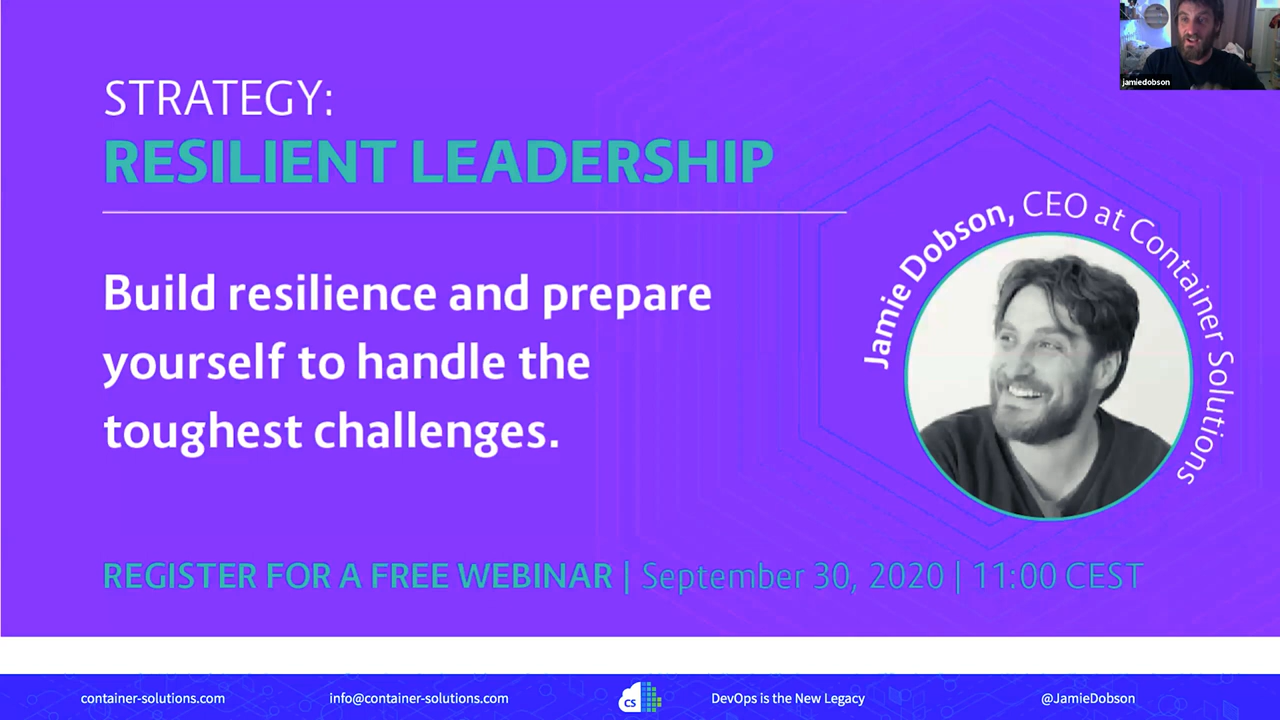 STRATEGY:
RESILIENT LEADERSHIP
Build resilience and prepare
yourself to handle the
toughest challenges.
Jamie Dobson, CEO at Container Solutions
REGISTER FOR A FREE WEBINAR | September 30, 2020 | 11:00 CEST
jamiedobson
container-solutions.com
info@container-solutions.com
cs
DevOps is the New Legacy
@JamieDobson